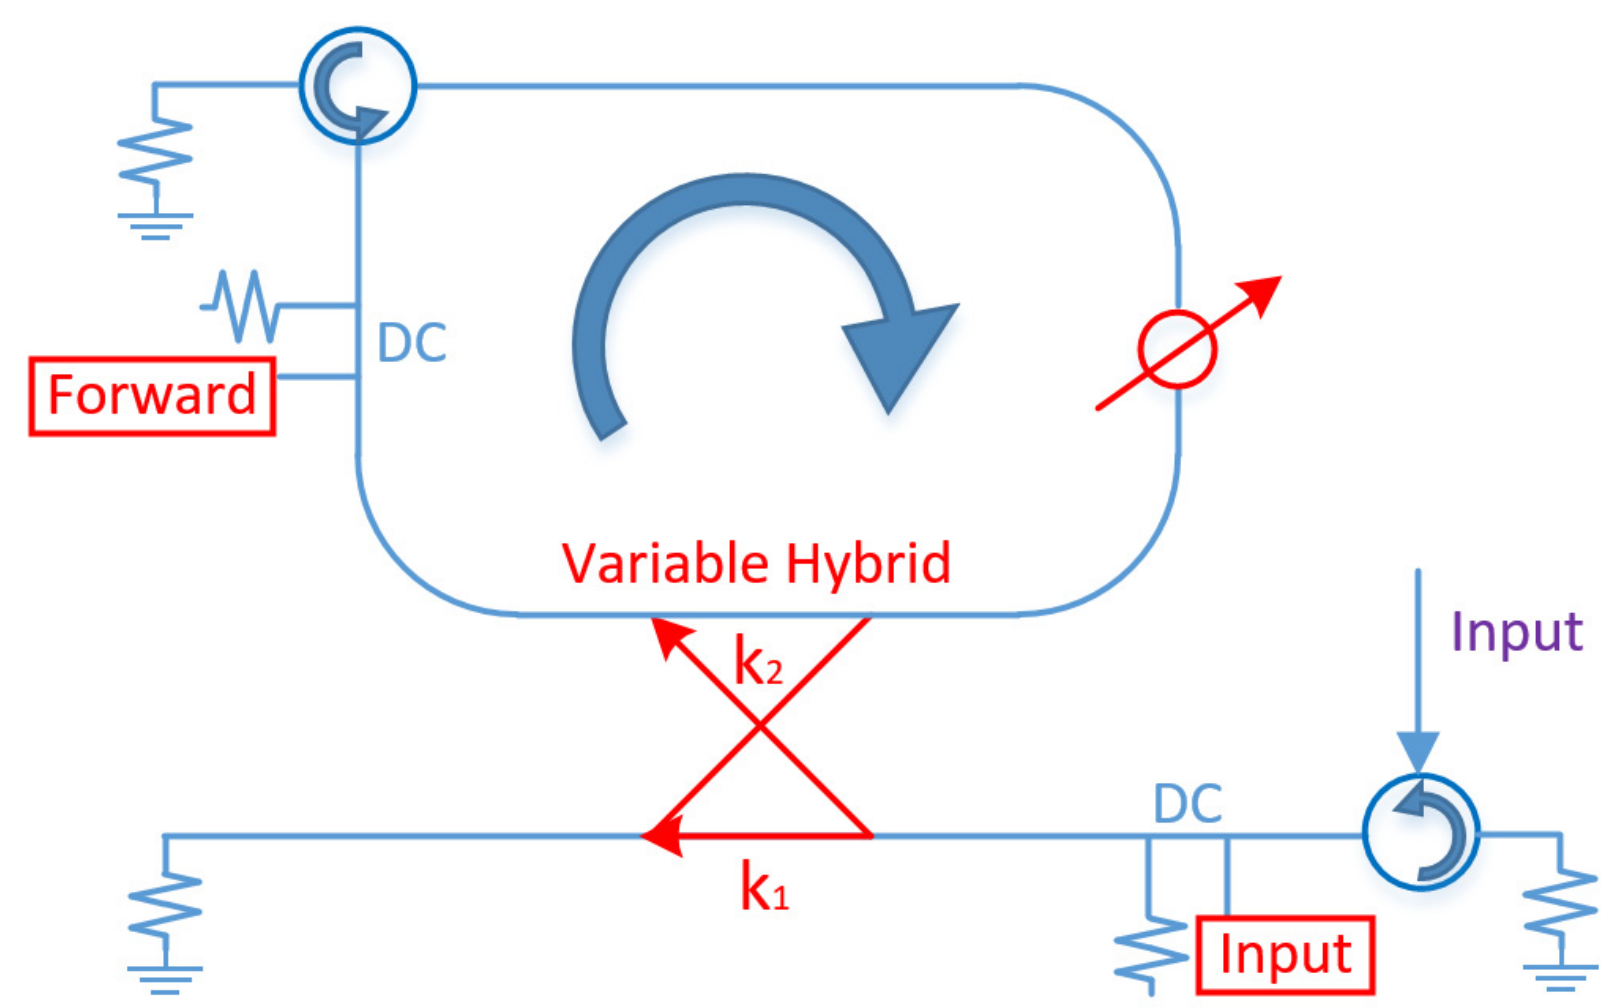 DC
Forward
Variable Hybrid
k2
Input
DC
k1
Input